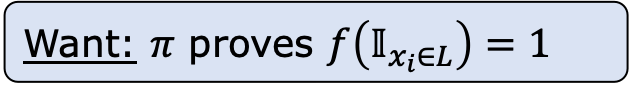 Want: π proves f(𝕀_{x_i∈L}) = 1